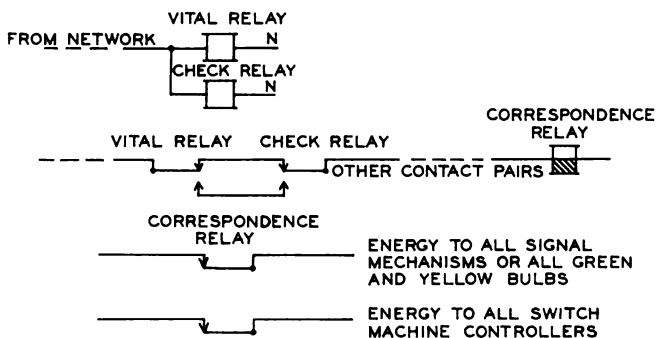 VITAL RELAY
FROM NETWORK
N
CHECK RELAY
N
CORRESPONDENCE
RELAY
VITAL RELAY
CHECK RELAY
OTHER CONTACT PAIRS
CORRESPONDENCE
RELAY
ENERGY TO ALL SIGNAL
MECHANISMS OR ALL GREEN
AND YELLOW BULBS
ENERGY TO ALL SWITCH
MACHINE CONTROLLERS